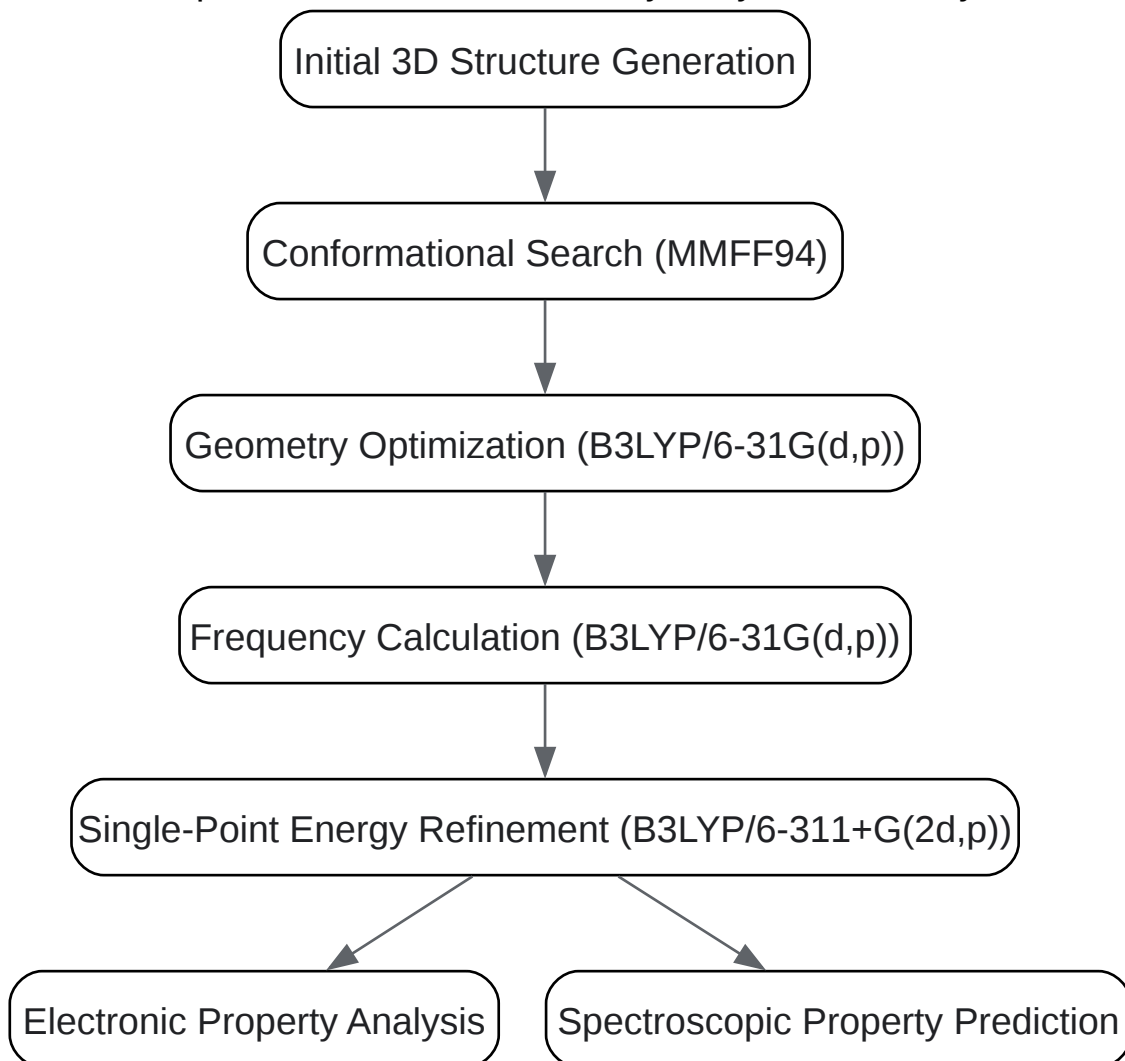 Initial 3D Structure Generation
Conformational Search (MMFF94)
Geometry Optimization (B3LYP/6-31G(d,p))
Frequency Calculation (B3LYP/6-31G(d,p))
Single-Point Energy Refinement (B3LYP/6-311+G(2d,p))
Electronic Property Analysis
Spectroscopic Property Prediction